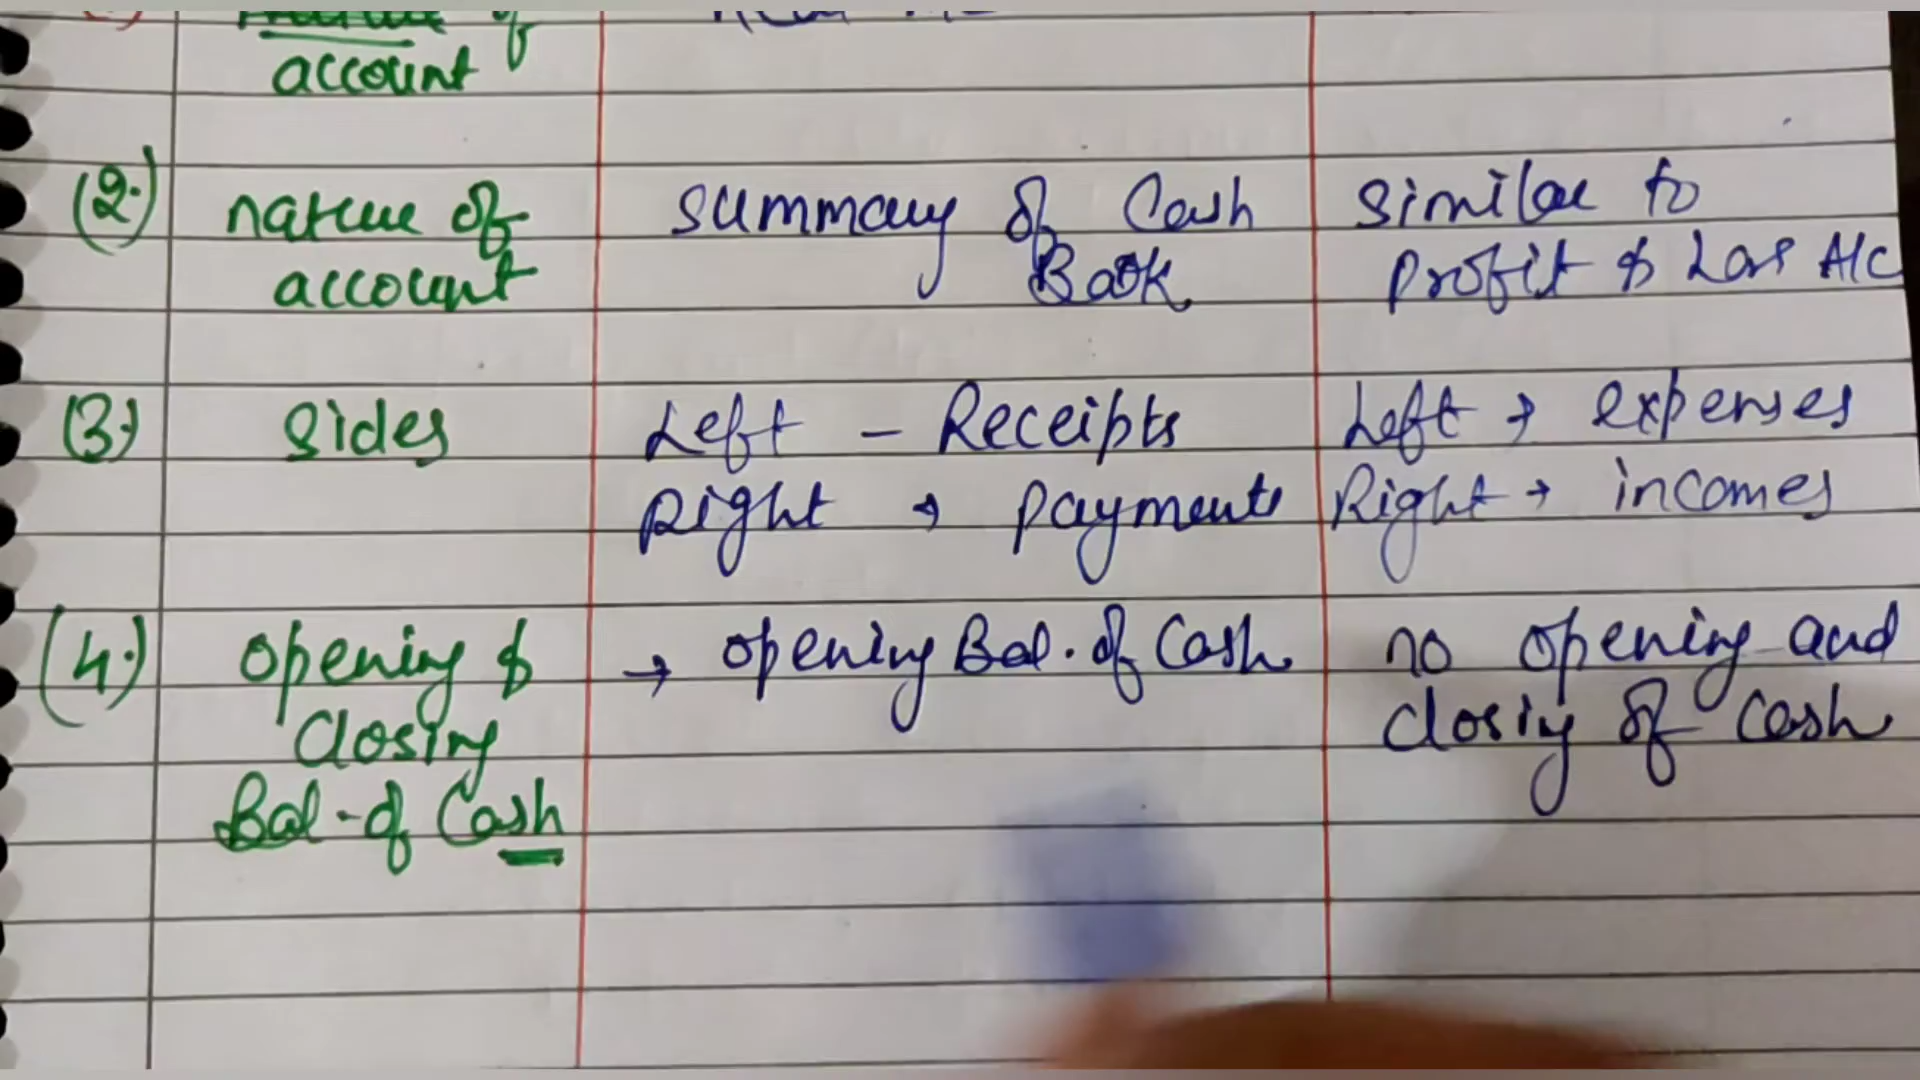 of
account
(2.) nature of summary of Cash similar to
account Book Profit & Loss A/C
(3.) Sides Left - Receipts Left → expenses
Right → Payments Right → incomes
(4.) opening & → opening Bal. of Cash no opening and
Closing closing of cash
Bal. of Cash